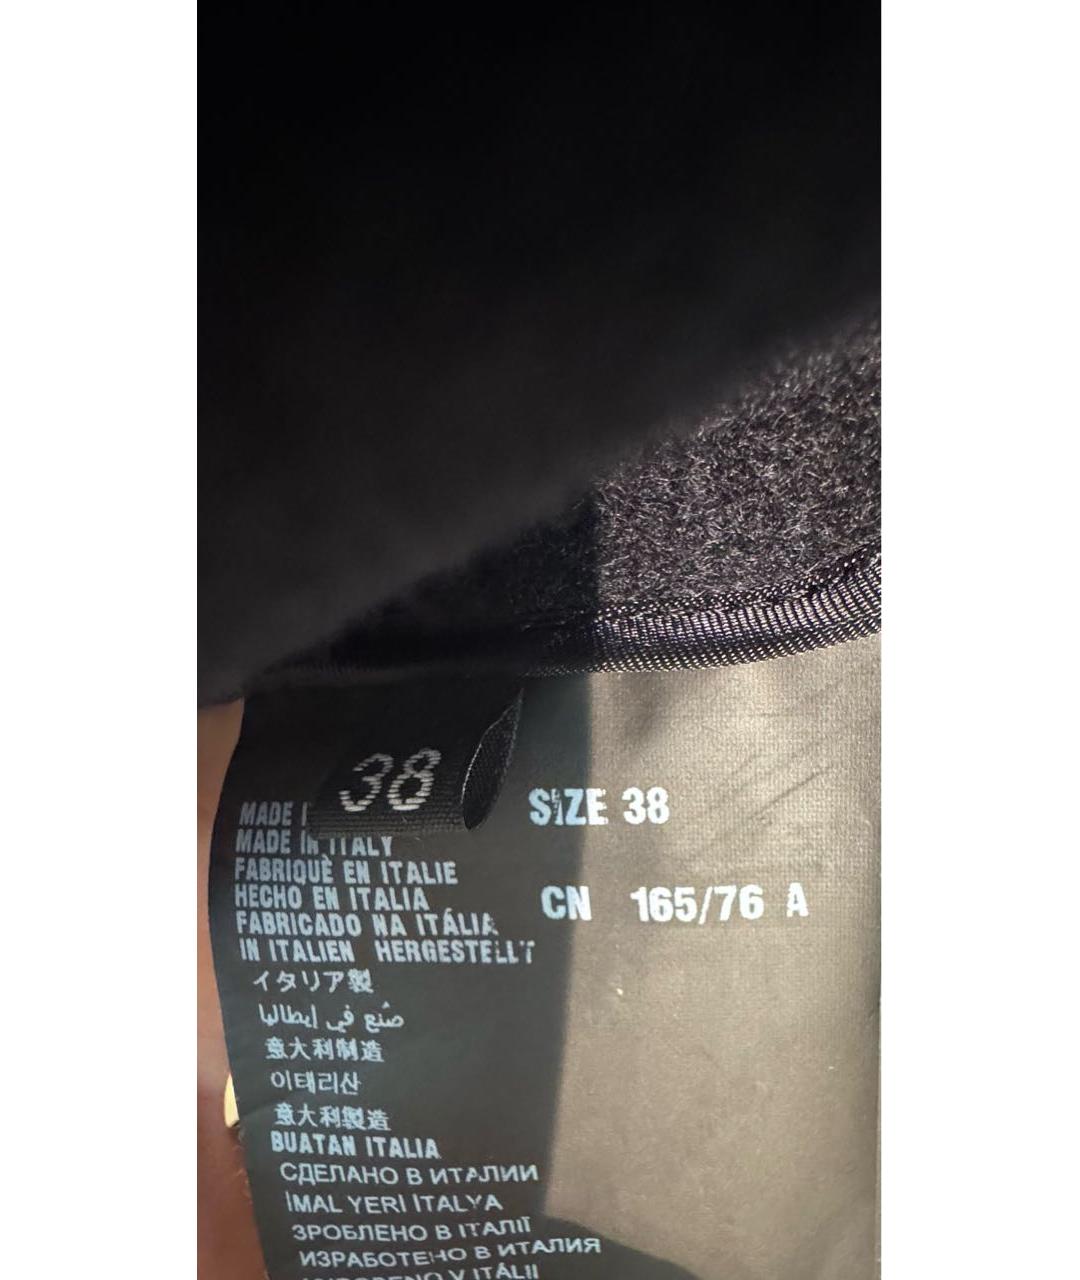 38
SIZE 38
CN 165/76 A
MADE
MADE IN ITALY
FABRIQUÈ EN ITALIE
HECHO EN ITALIA
FABRICADO NA ITÁLIA
IN ITALIEN HERGESTELLT
イタリア製
صنع في إيطاليا
意大利制造
이태리산
意大利製造
BUATAN ITALIA
СДЕЛАНО В ИТАЛИИ
İMAL YERI İTALYA
ЗРОБЛЕНО В ІТАЛІЇ
ИЗРАБОТЕНО В ИТАЛИЯ
V ITÁLII